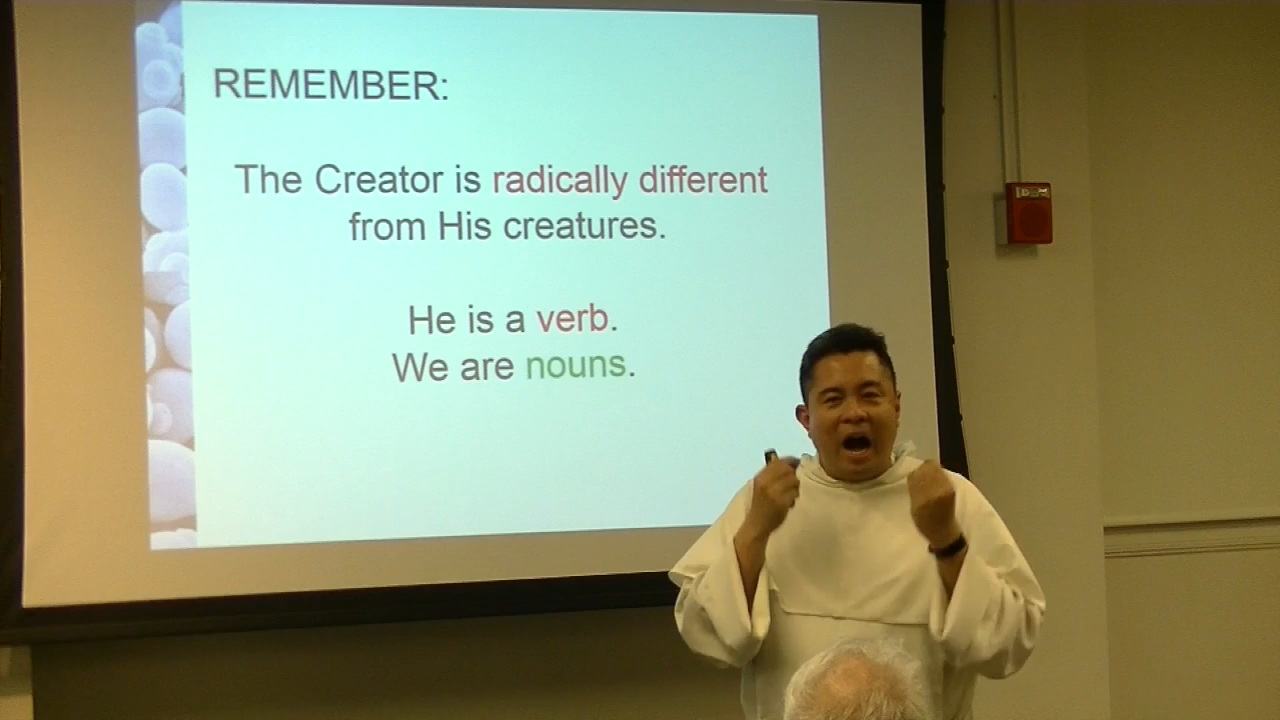 REMEMBER:
The Creator is radically different
from His creatures.
He is a verb.
We are nouns.